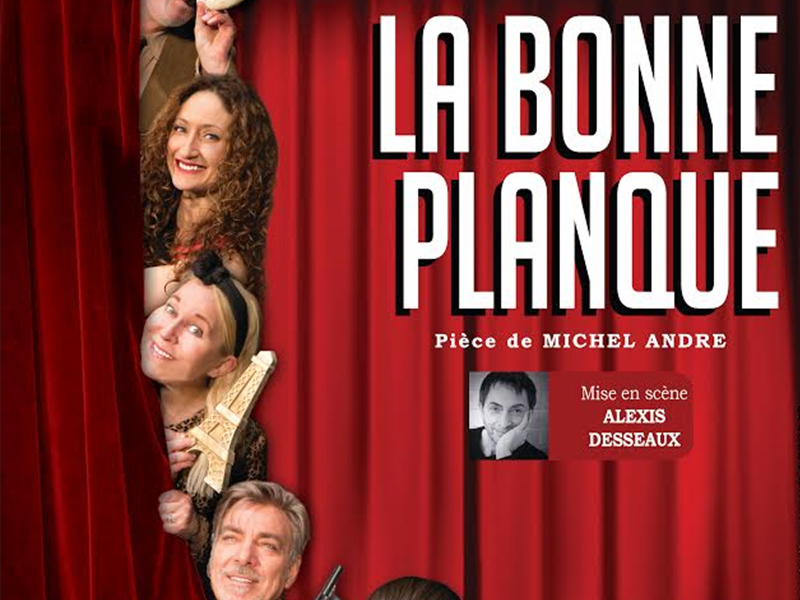 LA BONNE
PLANQUE
Pièce de MICHEL ANDRE
Mise en scène
ALEXIS
DESSEAUX